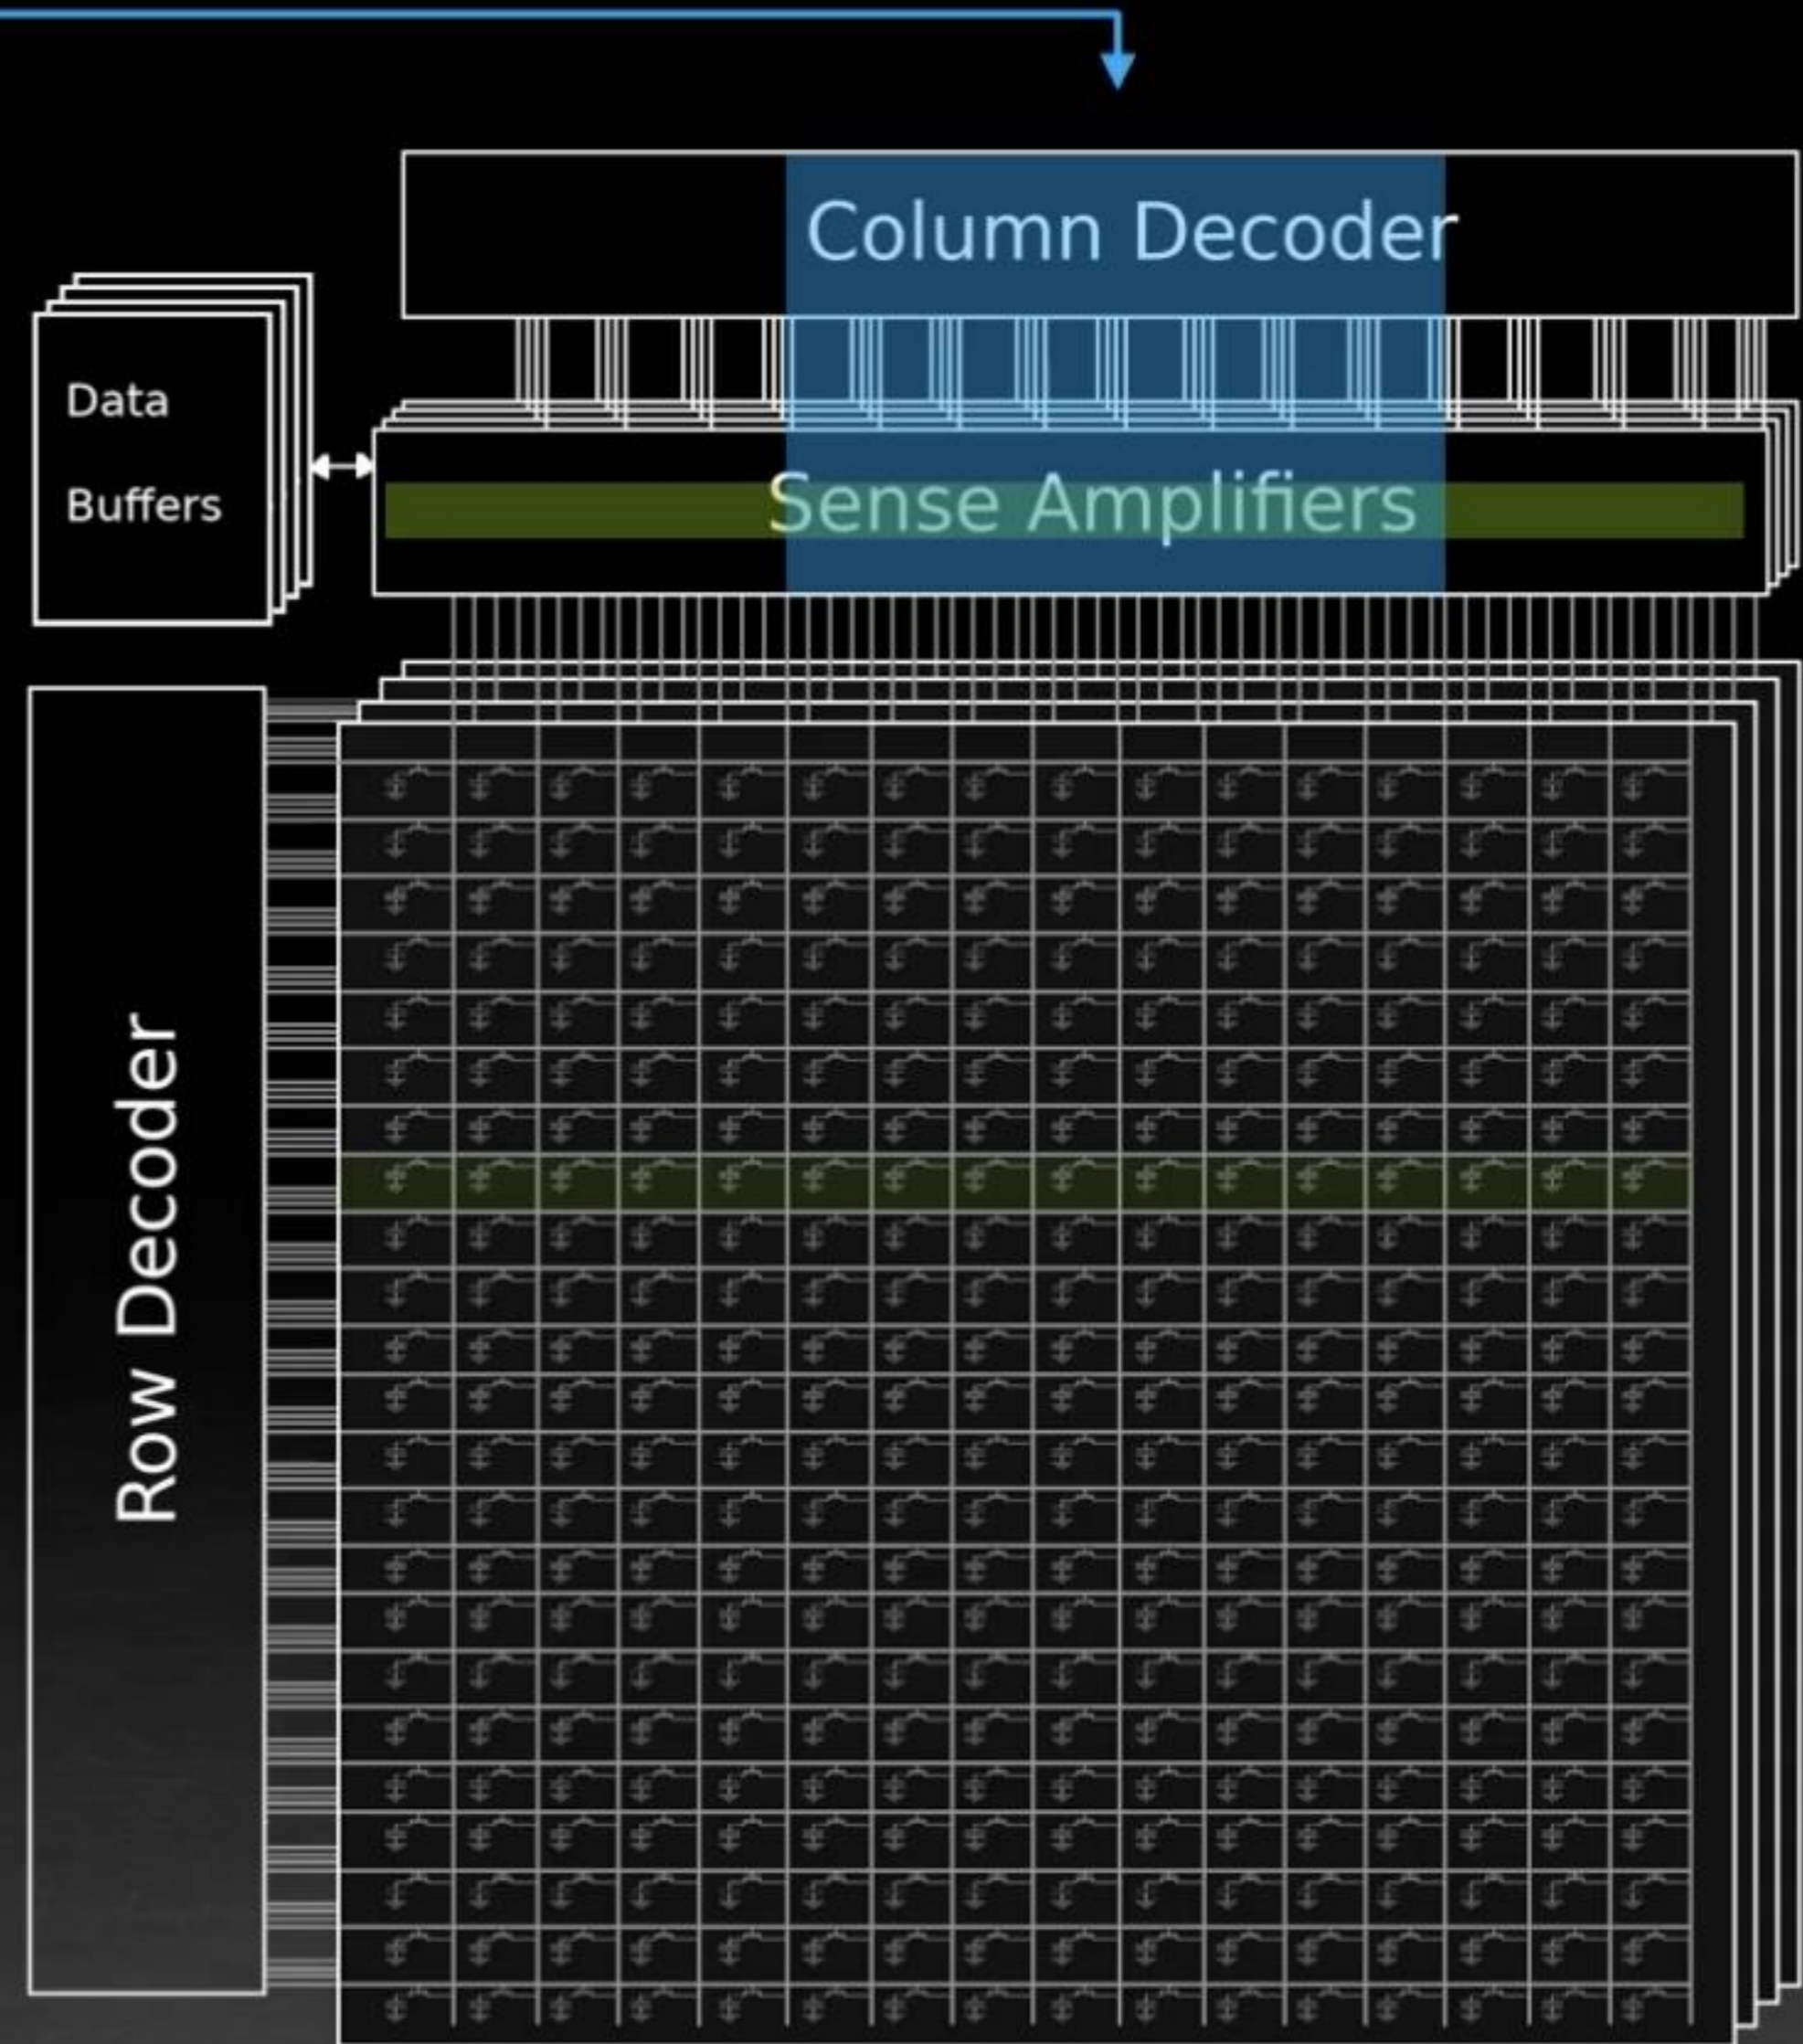 Column Decoder
Data
Buffers
Sense Amplifiers
Row Decoder